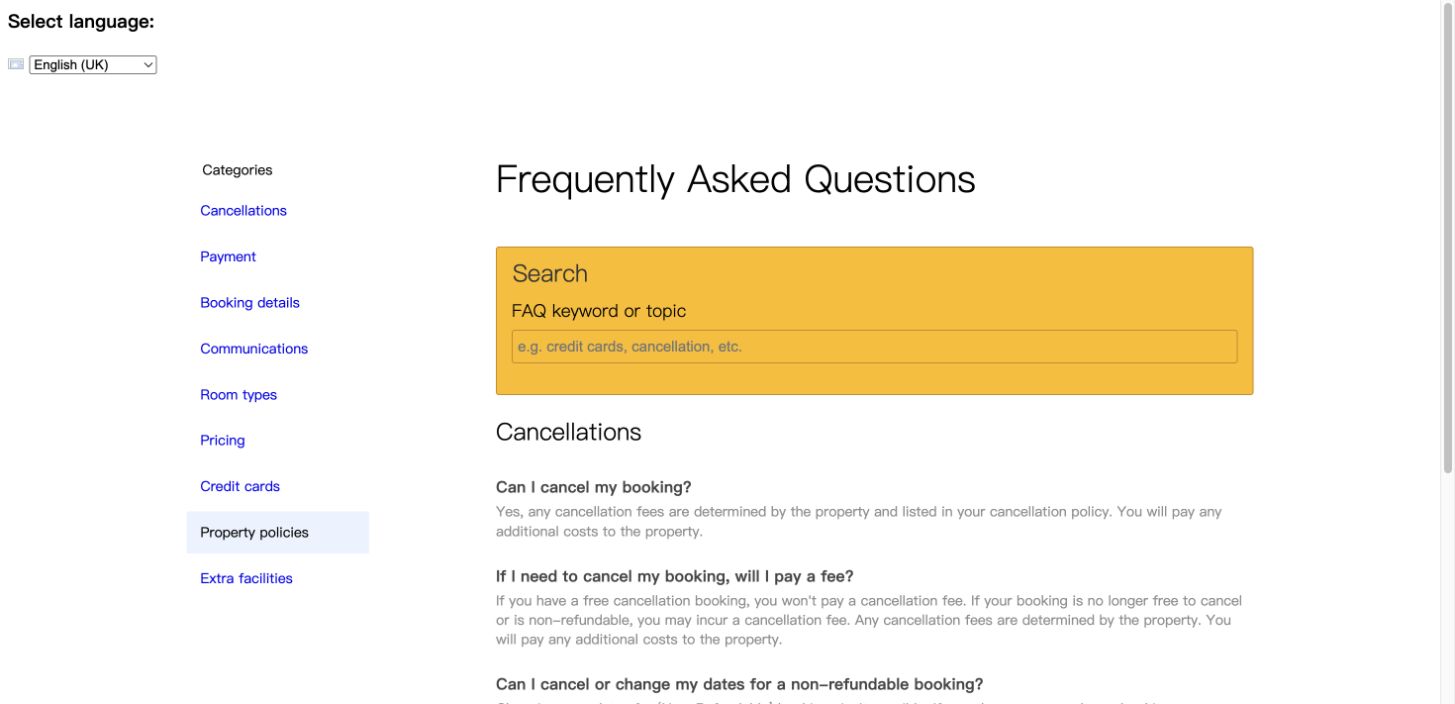 Select language:
English (UK)
Categories
Cancellations
Payment
Booking details
Communications
Room types
Pricing
Credit cards
Property policies
Extra facilities
Frequently Asked Questions
Search
FAQ keyword or topic
e.g. credit cards, cancellation, etc.
Cancellations
Can I cancel my booking?
Yes, any cancellation fees are determined by the property and listed in your cancellation policy. You will pay any
additional costs to the property.
If I need to cancel my booking, will I pay a fee?
If you have a free cancellation booking, you won't pay a cancellation fee. If your booking is no longer free to cancel
or is non-refundable, you may incur a cancellation fee. Any cancellation fees are determined by the property. You
will pay any additional costs to the property.
Can I cancel or change my dates for a non-refundable booking?